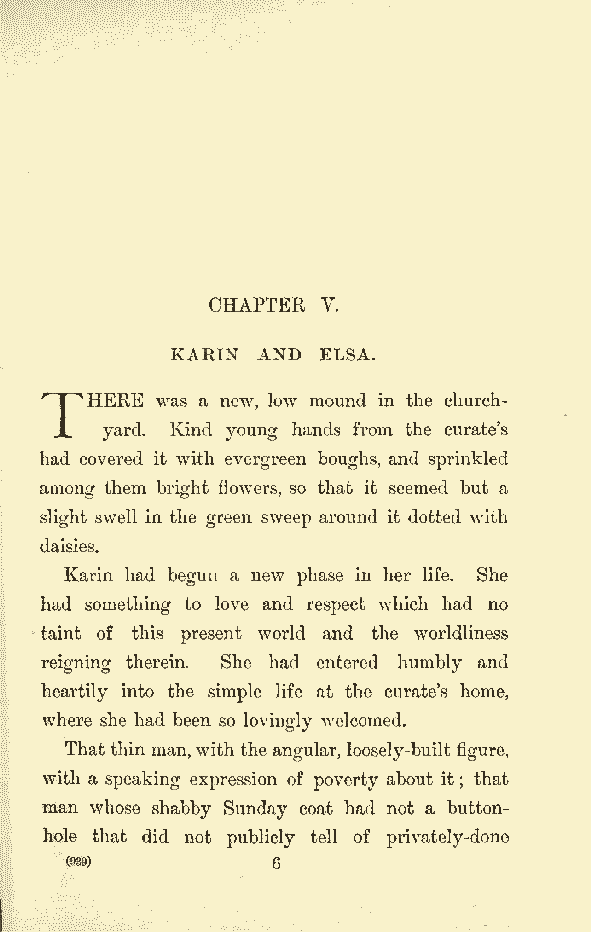 CHAPTER V.
KARIN AND ELSA.
THERE was a new, low mound in the church-
yard. Kind young hands from the curate's
had covered it with evergreen boughs, and sprinkled
among them bright flowers, so that it seemed but a
slight swell in the green sweep around it dotted with
daisies.
Karin had begun a new phase in her life. She
had something to love and respect which had no
taint of this present world and the worldliness
reigning therein. She had entered humbly and
heartily into the simple life at the curate's home,
where she had been so lovingly welcomed.
That thin man, with the angular, loosely-built figure,
with a speaking expression of poverty about it; that
man whose shabby Sunday coat had not a button-
hole that did not publicly tell of privately-done
(929) 6